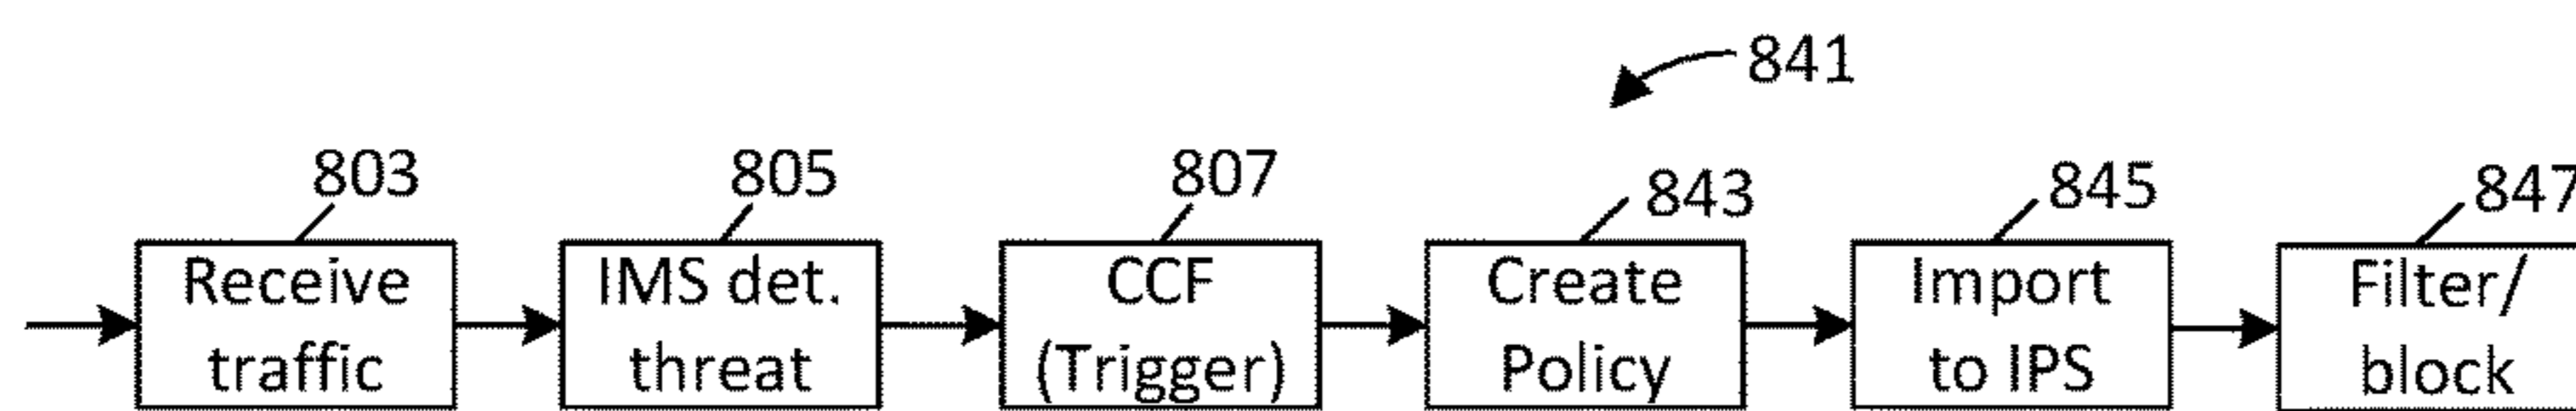 841
803
805
807
843
845
847
Receive
traffic
IMS det.
threat
CCF
(Trigger)
Create
Policy
Import
to IPS
Filter/
block